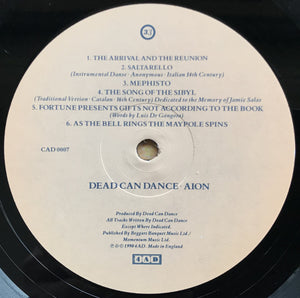 1. THE ARRIVAL AND THE REUNION
2. SALTARELLO
(Instrumental Danse · Anonymous · Italian 14th Century)
3. MEPHISTO
4. THE SONG OF THE SIBYL
(Traditional Version · Catalan · 16th Century) Dedicated to the Memory of Jamie Salas
5. FORTUNE PRESENTS GIFTS NOT ACCORDING TO THE BOOK
(Words by Luis De Gongora)
6. AS THE BELL RINGS THE MAYPOLE SPINS
CAD 0007
DEAD CAN DANCE · AION
Produced By Dead Can Dance
All Tracks Written By Dead Can Dance
Except Where Indicated.
Published by Beggars Banquet Music Ltd./
Momentum Music Ltd.
℗ & © 1990 4AD. Made in England.
4AD